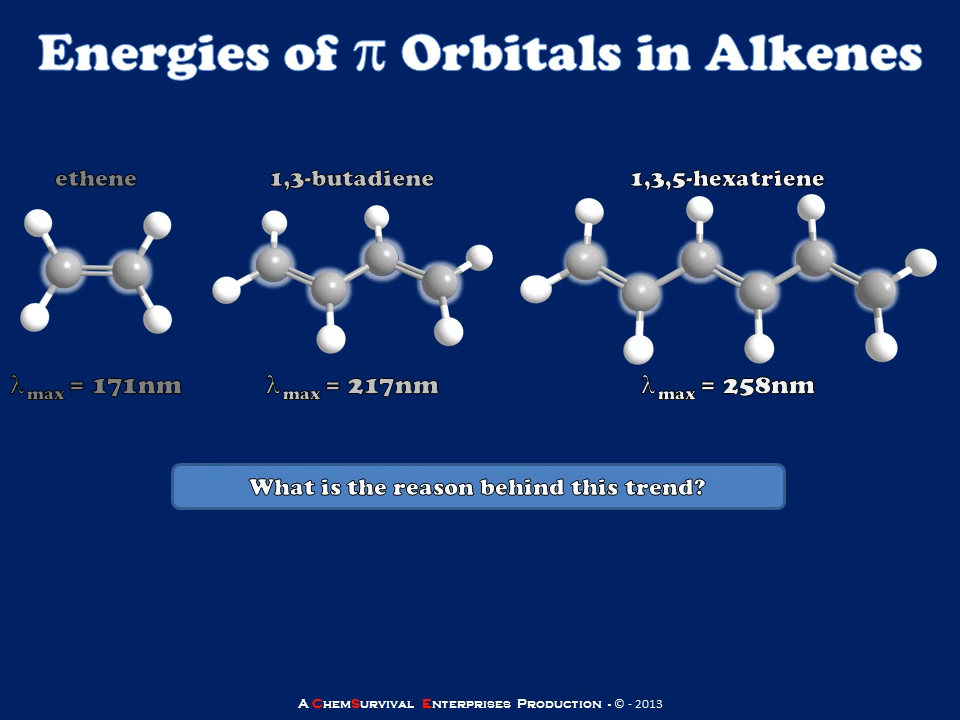 Energies of π Orbitals in Alkenes
ethene 1,3-butadiene 1,3,5-hexatriene
λmax = 171nm λmax = 217nm λmax = 258nm
What is the reason behind this trend?
A ChemSurvival Enterprises Production - © - 2013